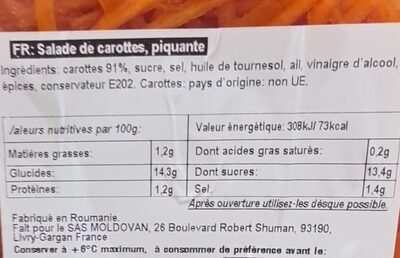 FR: Salade de carottes, piquante
Ingrédients: carottes 91%, sucre, sel, huile de tournesol, ail, vinaigre d'alcool,
épices, conservateur E202. Carottes: pays d'origine: non UE.
/aleurs nutritives par 100g: Valeur énergétique: 308kJ/ 73kcal
Matières grasses: 1,2g Dont acides gras saturés: 0,2g
Glucides: 14,3g Dont sucres: 13,4g
Protéines: 1,2g Sel: 1,4g
Après ouverture utilisez-les désque possible.
Fabriqué en Roumanie.
Fait pour le SAS MOLDOVAN, 26 Boulevard Robert Shuman, 93190,
Livry-Gargan France
Conserver à +6°C maximum, à consommer de préférence avant le: